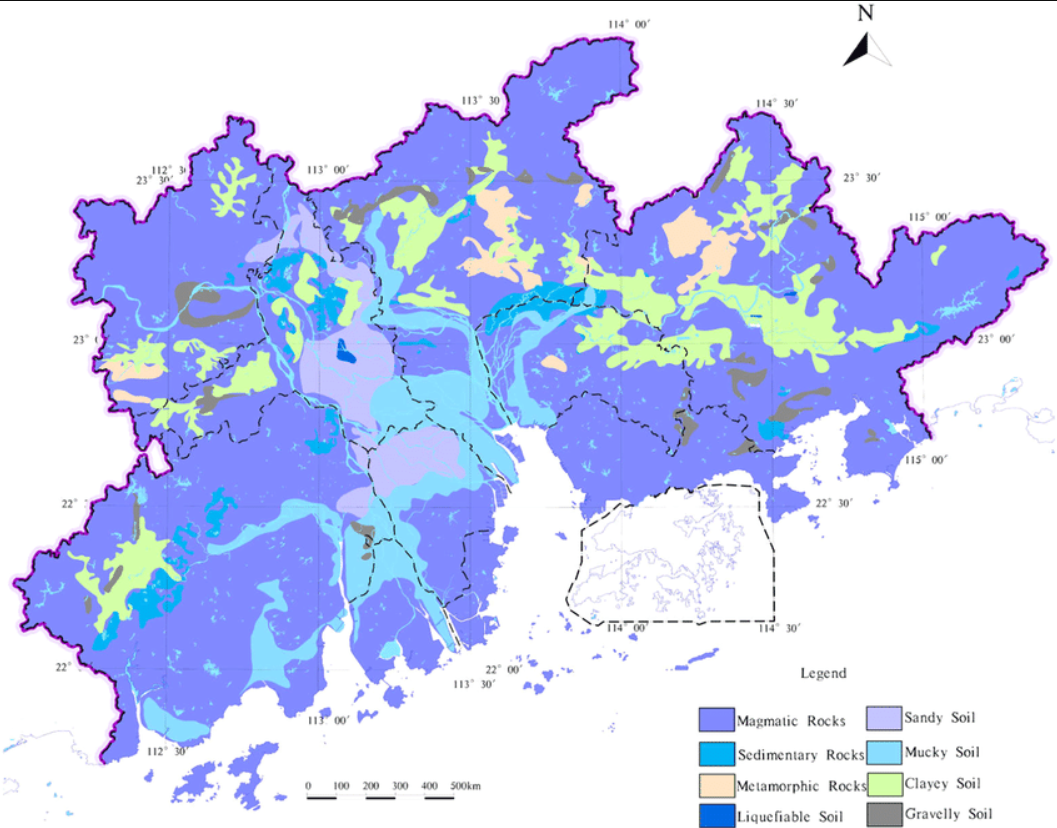 114° 00′
N
113° 30
114° 30′
112° 30
23° 30′
113° 00′
23° 30′
115° 00′
23° 0
23° 00′
115° 00′
22°
22° 30′
114° 00′
114° 30′
22°
22° 00′
113° 30′
Legend
113° 00′
112° 30′
0 100 200 300 400 500km
Magmatic Rocks
Sandy Soil
Sedimentary Rocks
Mucky Soil
Metamorphic Rocks
Clayey Soil
Liquefiable Soil
Gravelly Soil